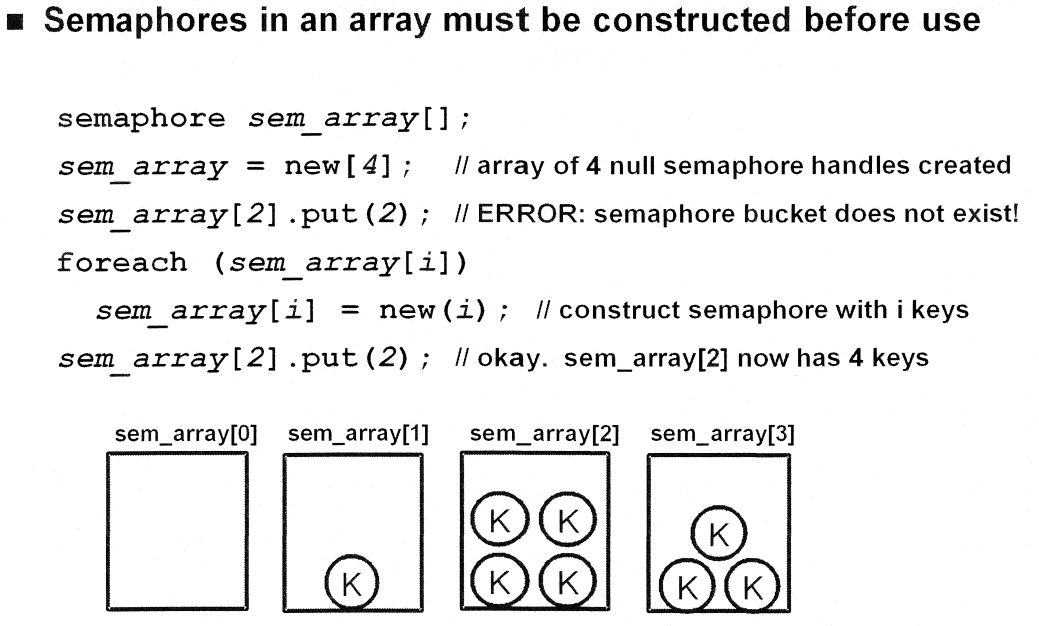 ■ Semaphores in an array must be constructed before use
semaphore sem_array[];
sem_array = new[4]; // array of 4 null semaphore handles created
sem_array[2].put(2); // ERROR: semaphore bucket does not exist!
foreach (sem_array[i])
sem_array[i] = new(i); // construct semaphore with i keys
sem_array[2].put(2); // okay. sem_array[2] now has 4 keys
sem_array[0] sem_array[1] sem_array[2] sem_array[3]
K K K
K K K K K